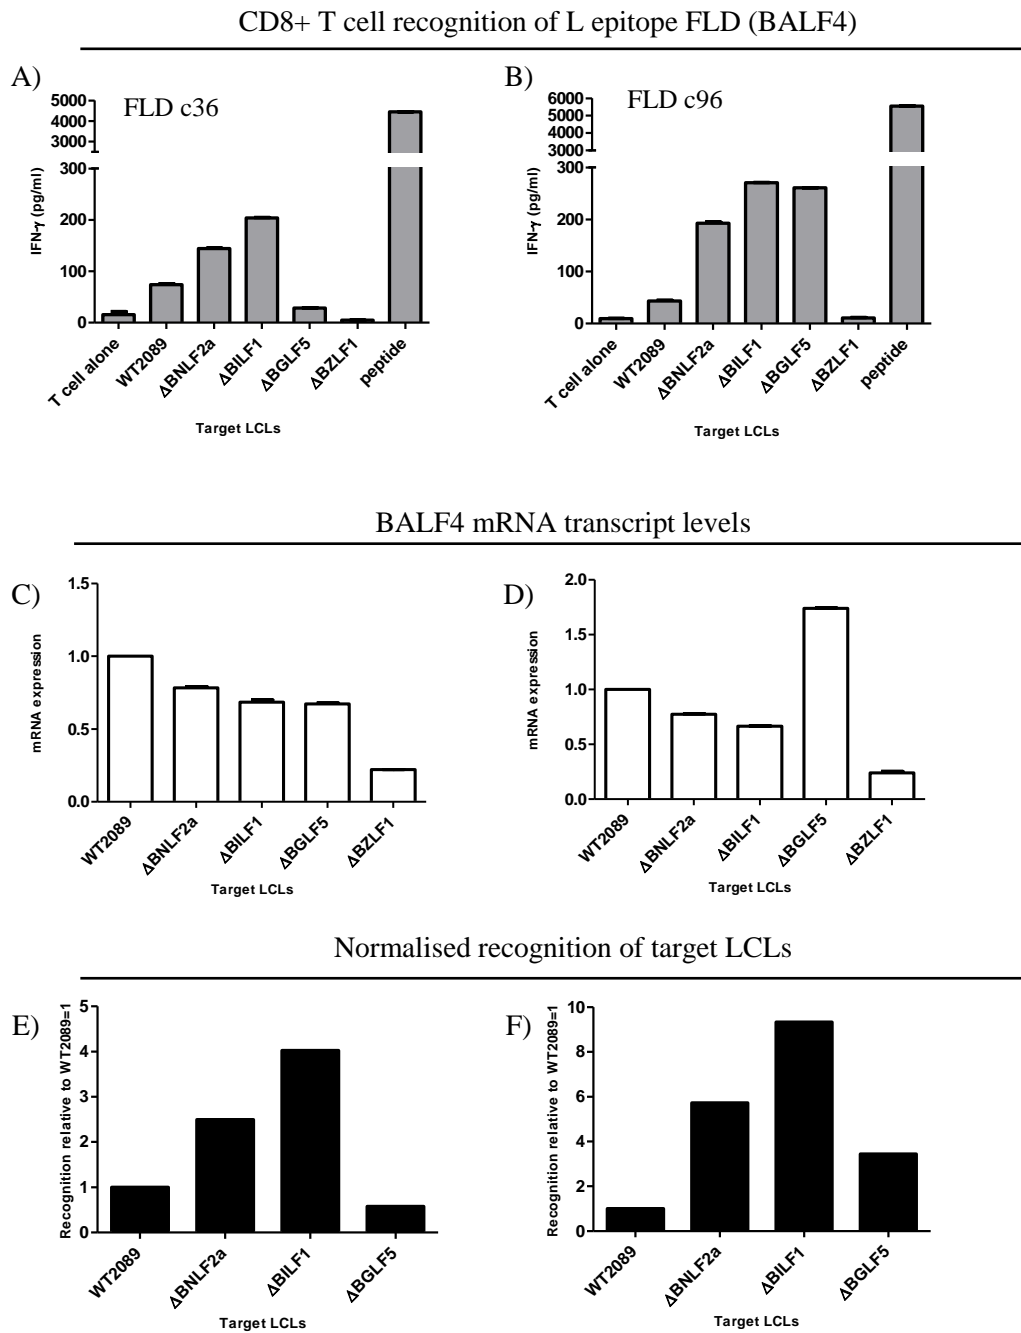 CD8+ T cell recognition of L epitope FLD (BALF4)
A)
FLD c36
IFN-γ (pg/ml)
5000
4000
3000
300
200
100
0
T cell alone
WT2089
ΔBNLF2a
ΔBILF1
ΔBGLF5
ΔBZLF1
peptide
Target LCLs
B)
FLD c96
IFN-γ (pg/ml)
6000
5000
4000
3000
300
200
100
0
T cell alone
WT2089
ΔBNLF2a
ΔBILF1
ΔBGLF5
ΔBZLF1
peptide
Target LCLs
BALF4 mRNA transcript levels
C)
mRNA expression
1.5
1.0
0.5
0.0
WT2089
ΔBNLF2a
ΔBILF1
ΔBGLF5
ΔBZLF1
Target LCLs
D)
mRNA expression
2.0
1.5
1.0
0.5
0.0
WT2089
ΔBNLF2a
ΔBILF1
ΔBGLF5
ΔBZLF1
Target LCLs
Normalised recognition of target LCLs
E)
Recognition relative to WT2089=1
5
4
3
2
1
0
WT2089
ΔBNLF2a
ΔBILF1
ΔBGLF5
Target LCLs
F)
Recognition relative to WT2089=1
10
8
6
4
2
0
WT2089
ΔBNLF2a
ΔBILF1
ΔBGLF5
Target LCLs